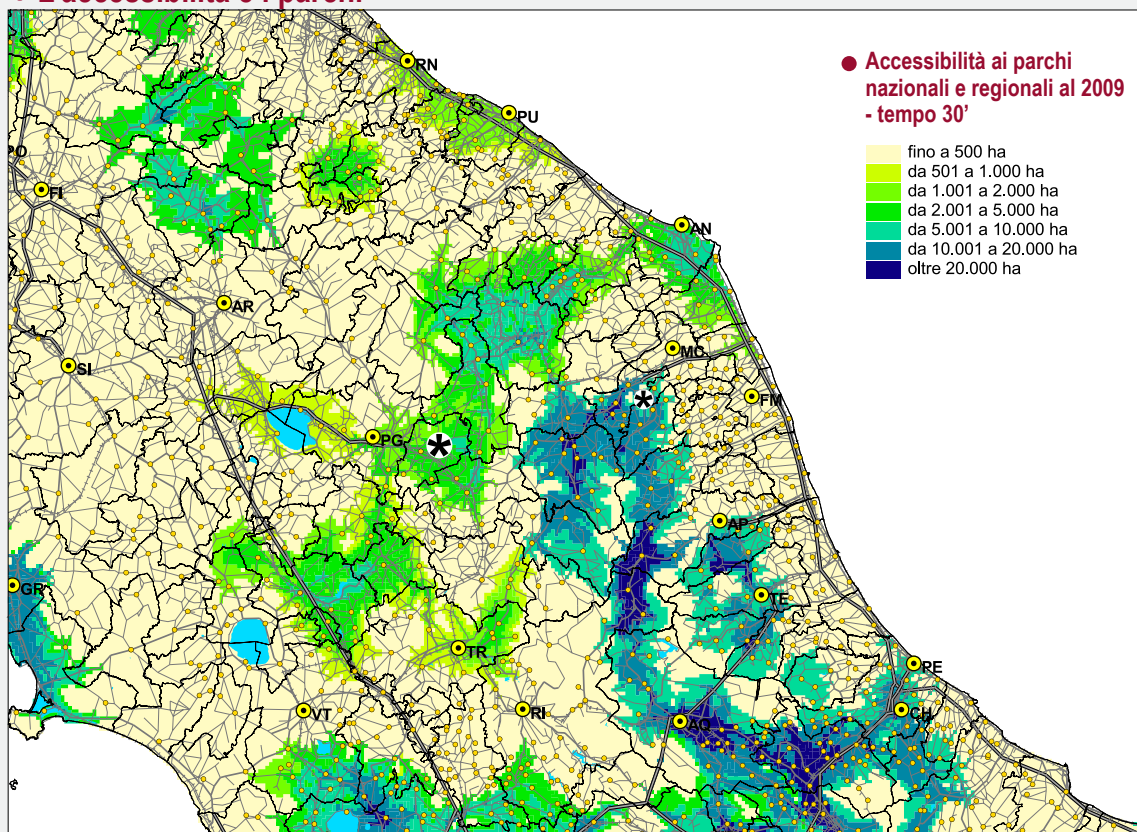 ● Accessibilità ai parchi
nazionali e regionali al 2009
- tempo 30’
fino a 500 ha
da 501 a 1.000 ha
da 1.001 a 2.000 ha
da 2.001 a 5.000 ha
da 5.001 a 10.000 ha
da 10.001 a 20.000 ha
oltre 20.000 ha
RN
PU
PO
FI
AN
AR
MC
SI
FM
PG
*
*
AP
GR
TE
TR
PE
VT
RI
AQ
CH